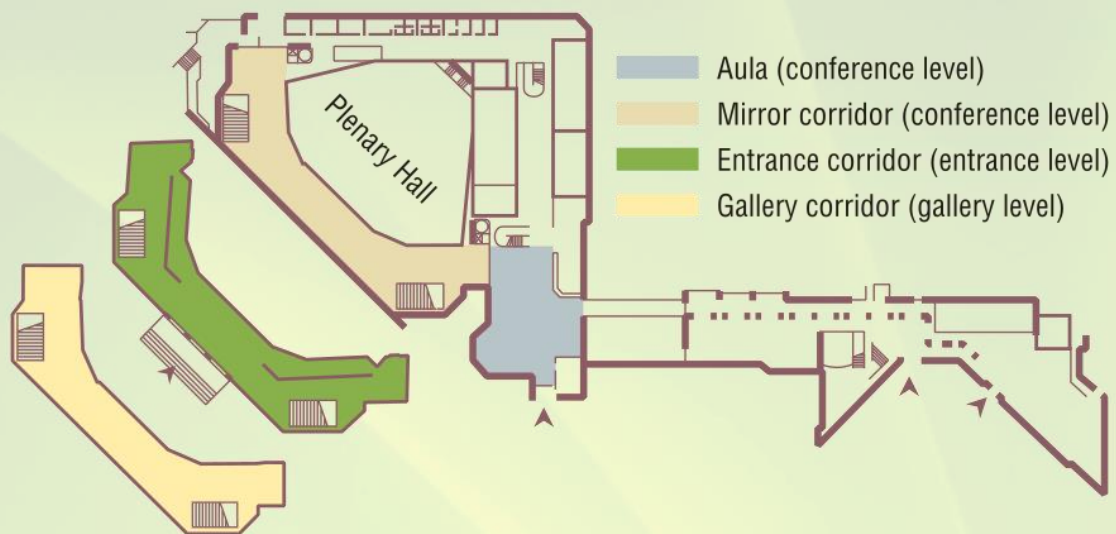 Plenary Hall
Aula (conference level)
Mirror corridor (conference level)
Entrance corridor (entrance level)
Gallery corridor (gallery level)